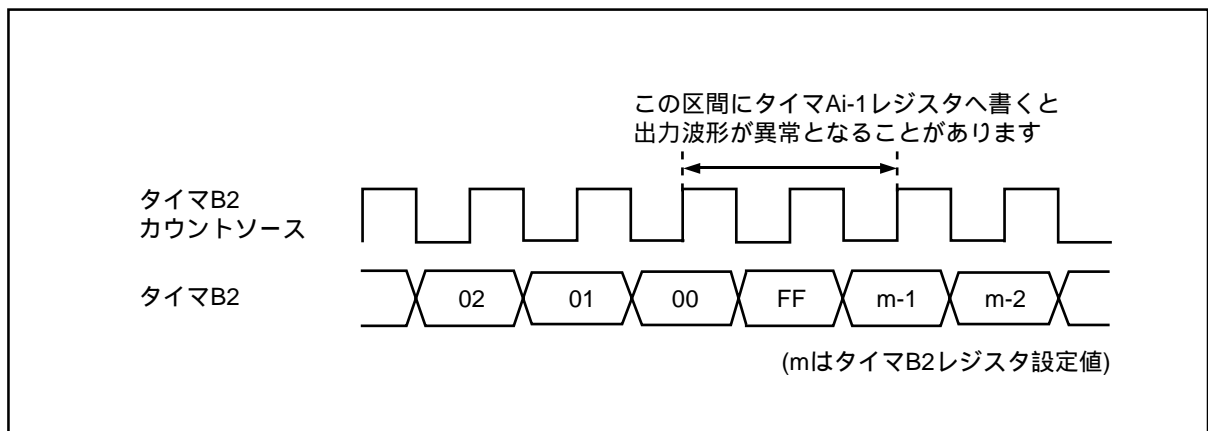 この区間にタイマAi-1レジスタへ書くと
出力波形が異常となることがあります
タイマB2
カウントソース
タイマB2
02 01 00 FF m-1 m-2
(mはタイマB2レジスタ設定値)